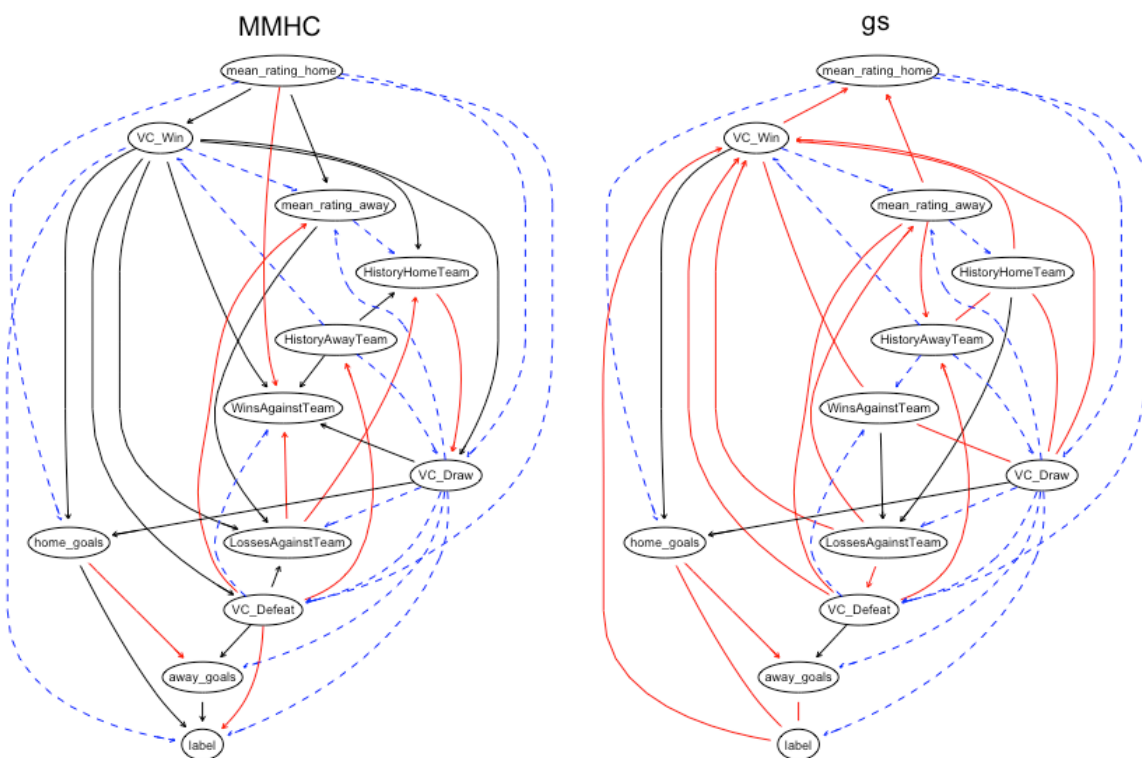 MMHC
mean_rating_home
VC_Win
mean_rating_away
HistoryHomeTeam
HistoryAwayTeam
WinsAgainstTeam
VC_Draw
home_goals
LossesAgainstTeam
VC_Defeat
away_goals
label
gs
mean_rating_home
VC_Win
mean_rating_away
HistoryHomeTeam
HistoryAwayTeam
WinsAgainstTeam
VC_Draw
home_goals
LossesAgainstTeam
VC_Defeat
away_goals
label